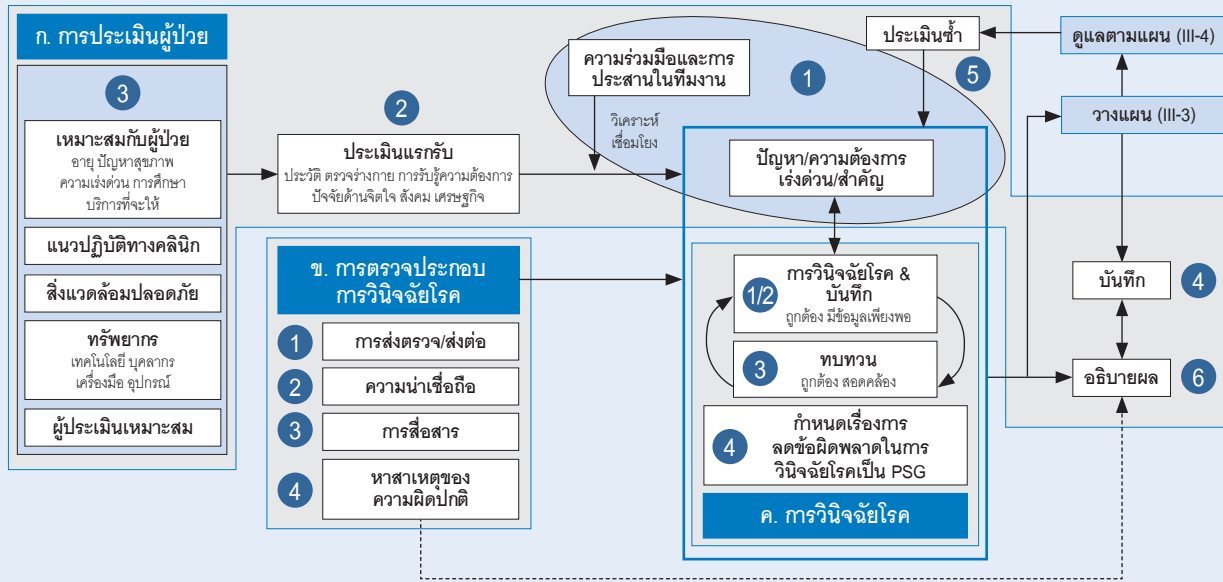 ก. การประเมินผู้ป่วย
3
เหมาะสมกับผู้ป่วย
อายุ ปัญหาสุขภาพ
ความเร่งด่วน การศึกษา
บริการที่จะให้
แนวปฏิบัติทางคลินิก
สิ่งแวดล้อมปลอดภัย
ทรัพยากร
เทคโนโลยี บุคลากร
เครื่องมือ อุปกรณ์
ผู้ประเมินเหมาะสม
2
ประเมินแรกรับ
ประวัติ ตรวจร่างกาย การรับรู้ความต้องการ
ปัจจัยด้านจิตใจ สังคม เศรษฐกิจ
ความร่วมมือและการ
ประสานในทีมงาน
1
วิเคราะห์
เชื่อมโยง
ประเมินซ้ำ
5
ดูแลตามแผน (III-4)
วางแผน (III-3)
ปัญหา/ความต้องการ
เร่งด่วน/สำคัญ
ข. การตรวจประกอบ
การวินิจฉัยโรค
1
การส่งตรวจ/ส่งต่อ
2
ความน่าเชื่อถือ
3
การสื่อสาร
4
หาสาเหตุของ
ความผิดปกติ
1/2
การวินิจฉัยโรค &
บันทึก
ถูกต้อง มีข้อมูลเพียงพอ
3
ทบทวน
ถูกต้อง สอดคล้อง
4
กำหนดเรื่องการ
ลดข้อผิดพลาดในการ
วินิจฉัยโรคเป็น PSG
ค. การวินิจฉัยโรค
บันทึก
4
อธิบายผล
6